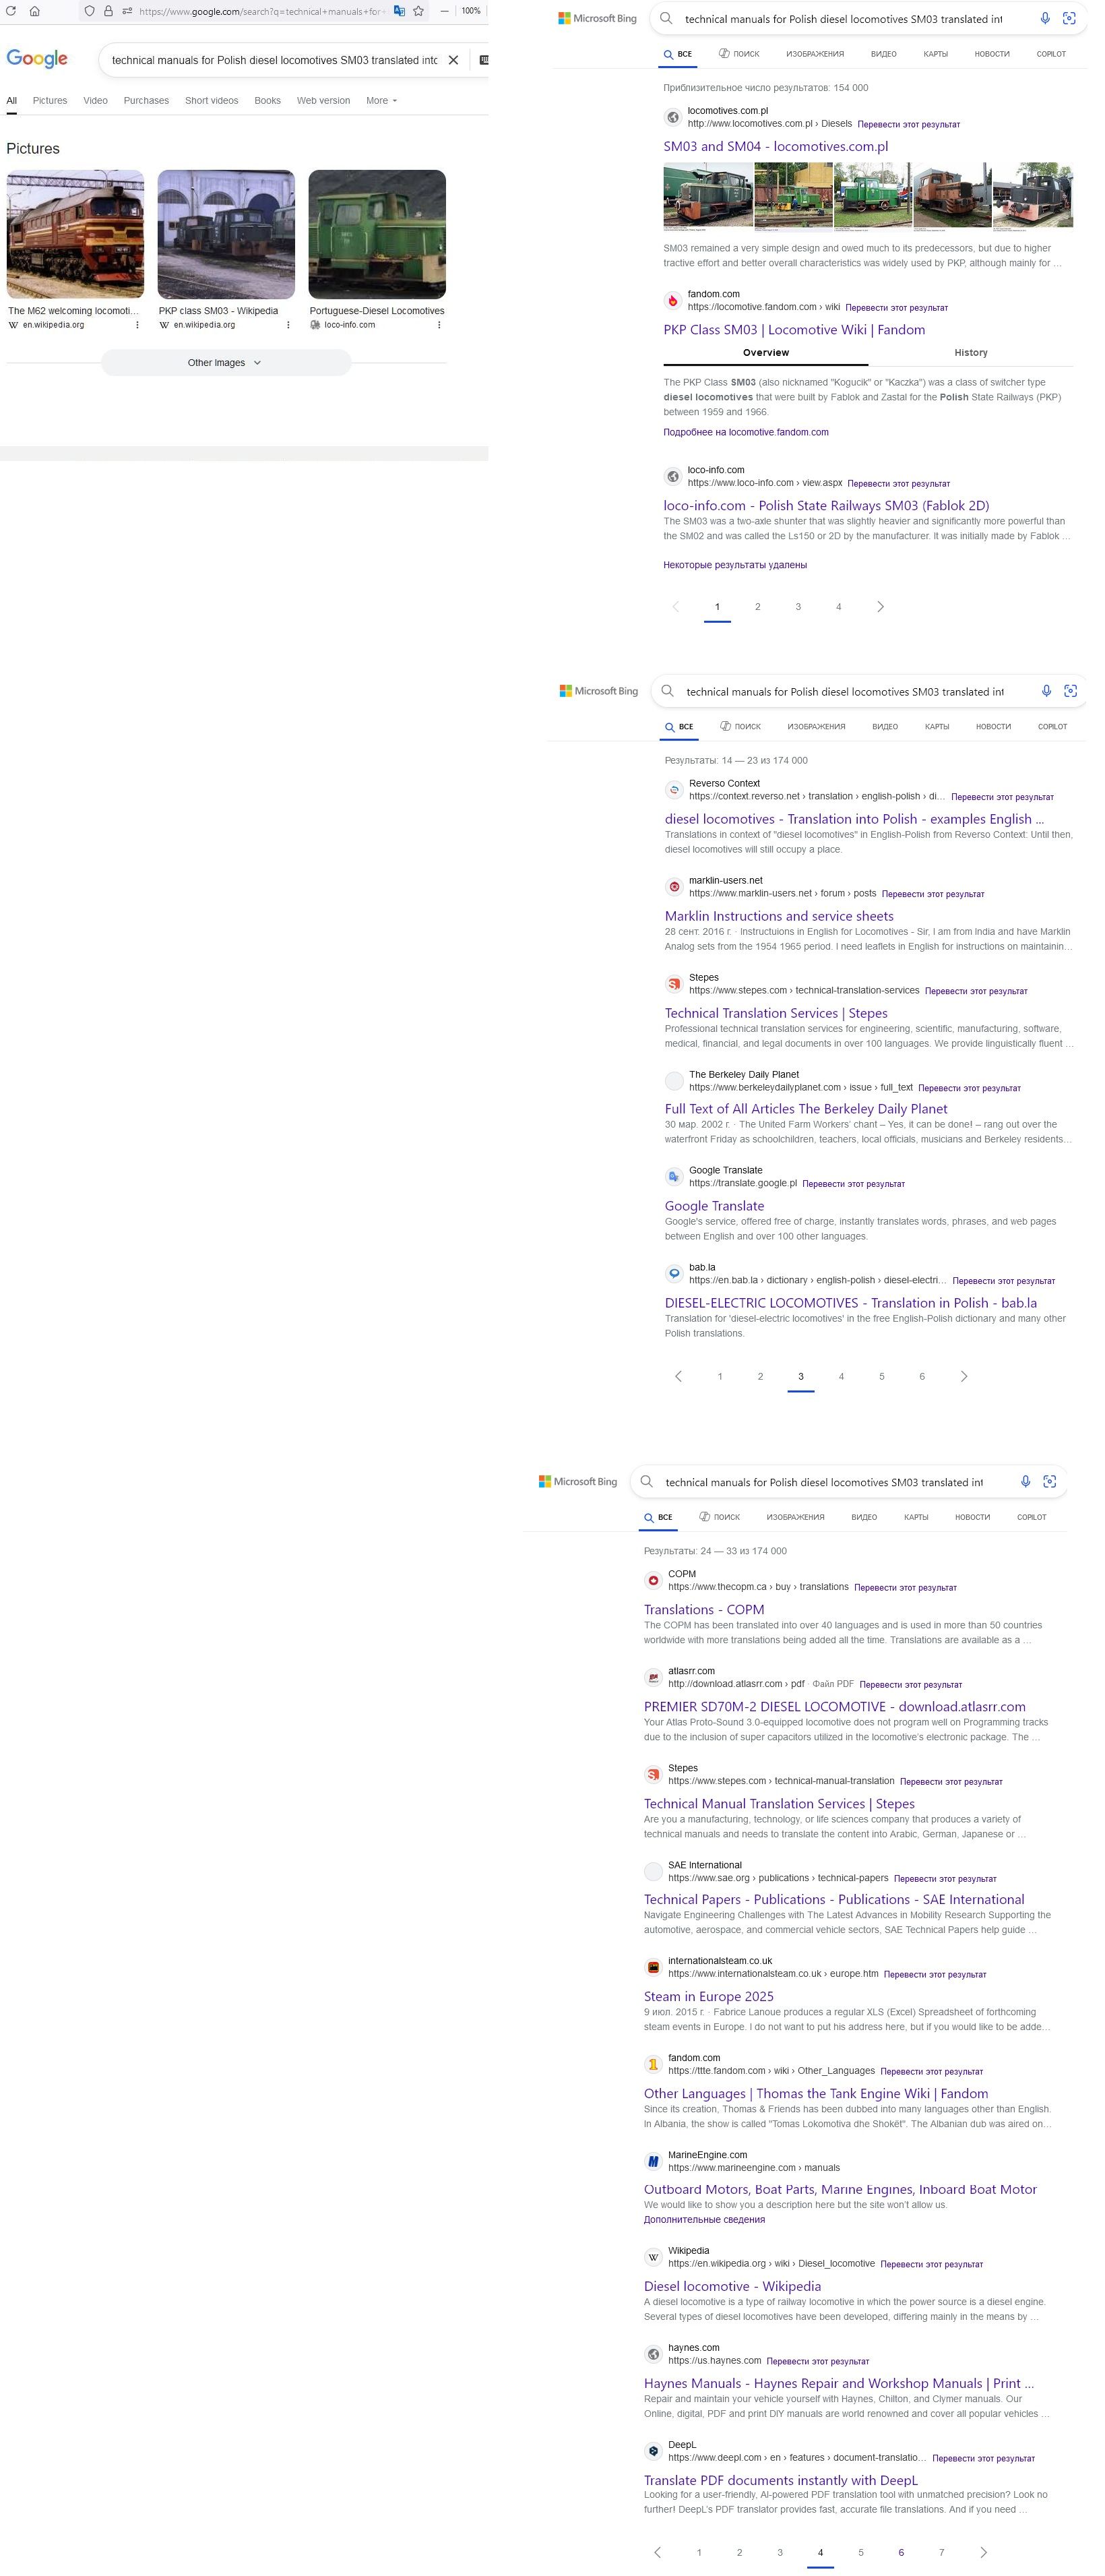 https://www.google.com/search?q=technical+manuals+for+
100%
Google
technical manuals for Polish diesel locomotives SM03 translated into
All Pictures Video Purchases Short videos Books Web version More
Pictures
The M62 welcoming locomoti...
en.wikipedia.org
PKP class SM03 - Wikipedia
en.wikipedia.org
Portuguese-Diesel Locomotives
loco-info.com
Other Images
Microsoft Bing
technical manuals for Polish diesel locomotives SM03 translated int
ВСЕ ПОИСК ИЗОБРАЖЕНИЯ ВИДЕО КАРТЫ НОВОСТИ COPILOT
Приблизительное число результатов: 154 000
locomotives.com.pl
http://www.locomotives.com.pl › Diesels Перевести этот результат
SM03 and SM04 - locomotives.com.pl
SM03 remained a very simple design and owed much to its predecessors, but due to higher
tractive effort and better overall characteristics was widely used by PKP, although mainly for ...
fandom.com
https://locomotive.fandom.com › wiki Перевести этот результат
PKP Class SM03 | Locomotive Wiki | Fandom
Overview History
The PKP Class SM03 (also nicknamed "Kogucik" or "Kaczka") was a class of switcher type
diesel locomotives that were built by Fablok and Zastal for the Polish State Railways (PKP)
between 1959 and 1966.
Подробнее на locomotive.fandom.com
loco-info.com
https://www.loco-info.com › view.aspx Перевести этот результат
loco-info.com - Polish State Railways SM03 (Fablok 2D)
The SM03 was a two-axle shunter that was slightly heavier and significantly more powerful than
the SM02 and was called the Ls150 or 2D by the manufacturer. It was initially made by Fablok ...
Некоторые результаты удалены
1 2 3 4
Microsoft Bing
technical manuals for Polish diesel locomotives SM03 translated int
ВСЕ ПОИСК ИЗОБРАЖЕНИЯ ВИДЕО КАРТЫ НОВОСТИ COPILOT
Результаты: 14 — 23 из 174 000
Reverso Context
https://context.reverso.net › translation › english-polish › di... Перевести этот результат
diesel locomotives - Translation into Polish - examples English ...
Translations in context of "diesel locomotives" in English-Polish from Reverso Context: Until then,
diesel locomotives will still occupy a place.
marklin-users.net
https://www.marklin-users.net › forum › posts Перевести этот результат
Marklin Instructions and service sheets
28 сент. 2016 г. · Instructuions in English for Locomotives - Sir, I am from India and have Marklin
Analog sets from the 1954 1965 period. I need leaflets in English for instructions on maintainin...
Stepes
https://www.stepes.com › technical-translation-services Перевести этот результат
Technical Translation Services | Stepes
Professional technical translation services for engineering, scientific, manufacturing, software,
medical, financial, and legal documents in over 100 languages. We provide linguistically fluent ...
The Berkeley Daily Planet
https://www.berkeleydailyplanet.com › issue › full_text Перевести этот результат
Full Text of All Articles The Berkeley Daily Planet
30 мар. 2002 г. · The United Farm Workers' chant – Yes, it can be done! – rang out over the
waterfront Friday as schoolchildren, teachers, local officials, musicians and Berkeley residents...
Google Translate
https://translate.google.pl Перевести этот результат
Google Translate
Google's service, offered free of charge, instantly translates words, phrases, and web pages
between English and over 100 other languages.
bab.la
https://en.bab.la › dictionary › english-polish › diesel-electri... Перевести этот результат
DIESEL-ELECTRIC LOCOMOTIVES - Translation in Polish - bab.la
Translation for 'diesel-electric locomotives' in the free English-Polish dictionary and many other
Polish translations.
1 2 3 4 5 6
Microsoft Bing
technical manuals for Polish diesel locomotives SM03 translated int
ВСЕ ПОИСК ИЗОБРАЖЕНИЯ ВИДЕО КАРТЫ НОВОСТИ COPILOT
Результаты: 24 — 33 из 174 000
COPM
https://www.thecopm.ca › buy › translations Перевести этот результат
Translations - COPM
The COPM has been translated into over 40 languages and is used in more than 50 countries
worldwide with more translations being added all the time. Translations are available as a ...
atlasrr.com
http://download.atlasrr.com › pdf · Файл PDF Перевести этот результат
PREMIER SD70M-2 DIESEL LOCOMOTIVE - download.atlasrr.com
Your Atlas Proto-Sound 3.0-equipped locomotive does not program well on Programming tracks
due to the inclusion of super capacitors utilized in the locomotive's electronic package. The ...
Stepes
https://www.stepes.com › technical-manual-translation Перевести этот результат
Technical Manual Translation Services | Stepes
Are you a manufacturing, technology, or life sciences company that produces a variety of
technical manuals and needs to translate the content into Arabic, German, Japanese or ...
SAE International
https://www.sae.org › publications › technical-papers Перевести этот результат
Technical Papers - Publications - Publications - SAE International
Navigate Engineering Challenges with The Latest Advances in Mobility Research Supporting the
automotive, aerospace, and commercial vehicle sectors, SAE Technical Papers help guide ...
internationalsteam.co.uk
https://www.internationalsteam.co.uk › europe.htm Перевести этот результат
Steam in Europe 2025
9 июл. 2015 г. · Fabrice Lanoue produces a regular XLS (Excel) Spreadsheet of forthcoming
steam events in Europe. I do not want to put his address here, but if you would like to be adde...
fandom.com
https://ttte.fandom.com › wiki › Other_Languages Перевести этот результат
Other Languages | Thomas the Tank Engine Wiki | Fandom
Since its creation, Thomas & Friends has been dubbed into many languages other than English.
In Albania, the show is called "Tomas Lokomotiva dhe Shokët". The Albanian dub was aired on...
MarineEngine.com
https://www.marineengine.com › manuals
Outboard Motors, Boat Parts, Marine Engines, Inboard Boat Motor
We would like to show you a description here but the site won't allow us.
Дополнительные сведения
Wikipedia
https://en.wikipedia.org › wiki › Diesel_locomotive Перевести этот результат
Diesel locomotive - Wikipedia
A diesel locomotive is a type of railway locomotive in which the power source is a diesel engine.
Several types of diesel locomotives have been developed, differing mainly in the means by ...
haynes.com
https://us.haynes.com Перевести этот результат
Haynes Manuals - Haynes Repair and Workshop Manuals | Print ...
Repair and maintain your vehicle yourself with Haynes, Chilton, and Clymer manuals. Our
Online, digital, PDF and print DIY manuals are world renowned and cover all popular vehicles ...
DeepL
https://www.deepl.com › en › features › document-translatio... Перевести этот результат
Translate PDF documents instantly with DeepL
Looking for a user-friendly, AI-powered PDF translation tool with unmatched precision? Look no
further! DeepL's PDF translator provides fast, accurate file translations. And if you need ...
1 2 3 4 5 6 7